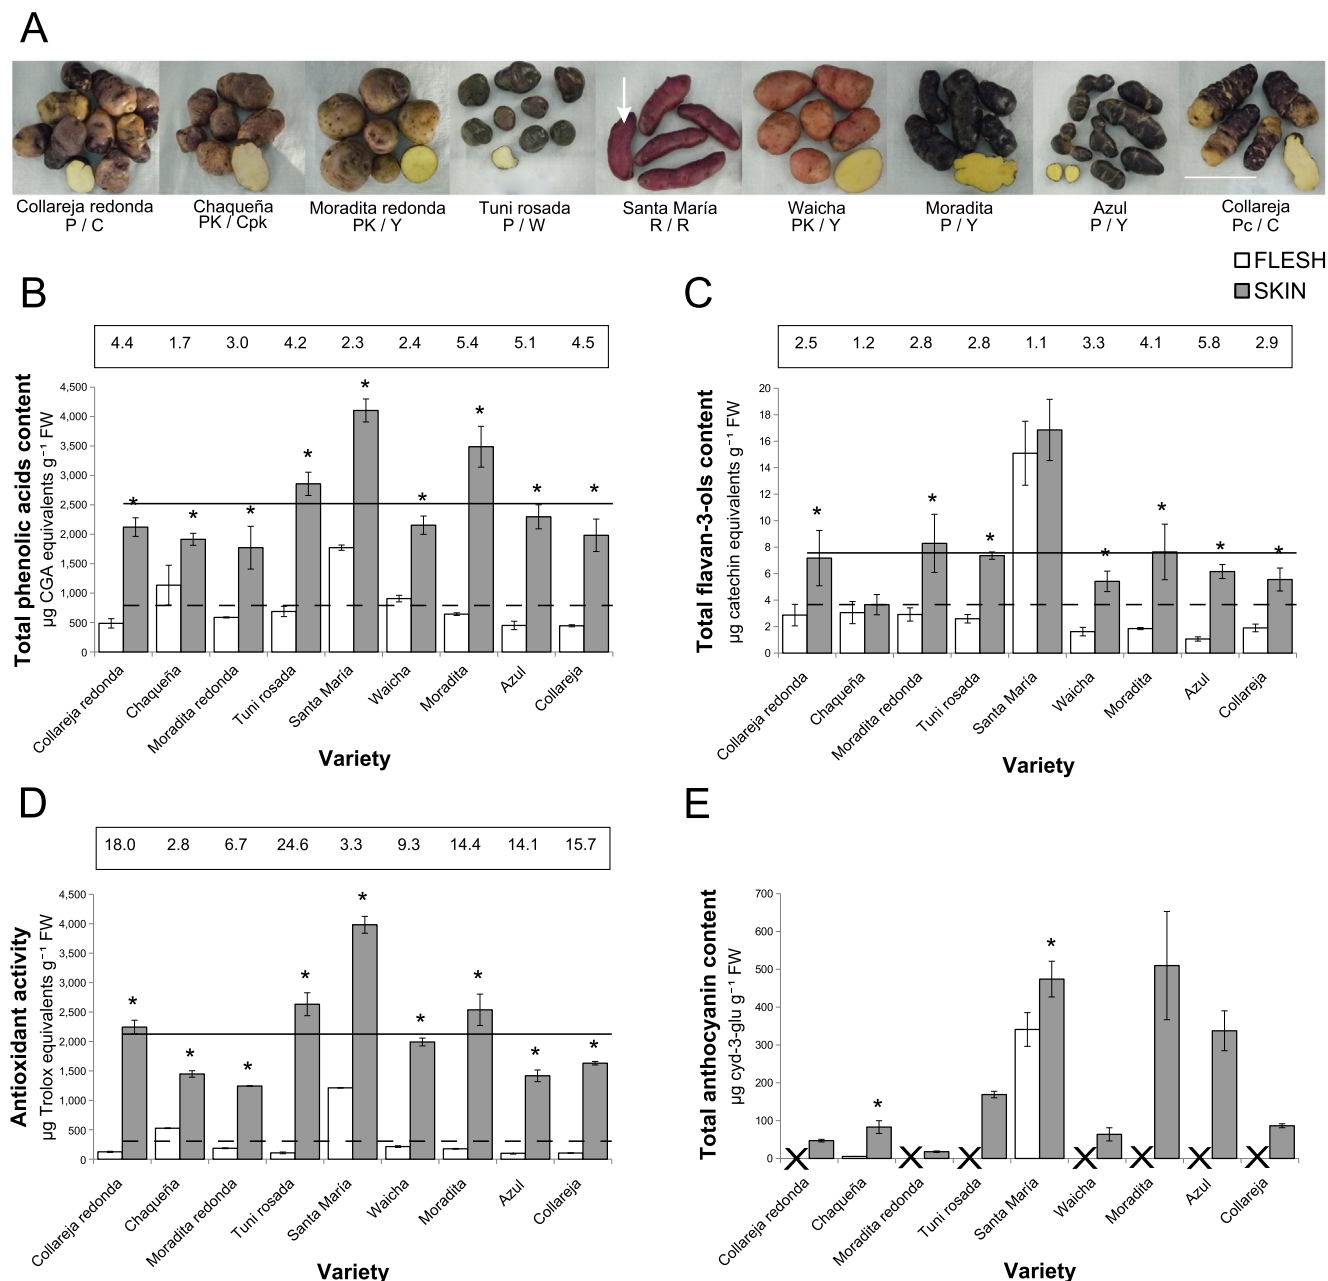 A
Collareja redonda
P / C
Chaqueña
PK / Cpk
Moradita redonda
PK / Y
Tuni rosada
P / W
Santa María
R / R
Waicha
PK / Y
Moradita
P / Y
Azul
P / Y
Collareja
Pc / C
FLESH
SKIN
B
4.4 1.7 3.0 4.2 2.3 2.4 5.4 5.1 4.5
Total phenolic acids content
µg CGA equivalents g⁻¹ FW
4,500
4,000
3,500
3,000
2,500
2,000
1,500
1,000
500
0
* * * * * * * * *
Collareja redonda
Chaqueña
Moradita redonda
Tuni rosada
Santa María
Waicha
Moradita
Azul
Collareja
Variety
C
2.5 1.2 2.8 2.8 1.1 3.3 4.1 5.8 2.9
Total flavan-3-ols content
µg catechin equivalents g⁻¹ FW
20
18
16
14
12
10
8
6
4
2
0
* * * * * * *
Collareja redonda
Chaqueña
Moradita redonda
Tuni rosada
Santa María
Waicha
Moradita
Azul
Collareja
Variety
D
18.0 2.8 6.7 24.6 3.3 9.3 14.4 14.1 15.7
Antioxidant activity
µg Trolox equivalents g⁻¹ FW
4,500
4,000
3,500
3,000
2,500
2,000
1,500
1,000
500
0
* * * * * * * * *
Collareja redonda
Chaqueña
Moradita redonda
Tuni rosada
Santa María
Waicha
Moradita
Azul
Collareja
Variety
E
Total anthocyanin content
µg cyd-3-glu g⁻¹ FW
700
600
500
400
300
200
100
0
* *
X X X X X X X
Collareja redonda
Chaqueña
Moradita redonda
Tuni rosada
Santa María
Waicha
Moradita
Azul
Collareja
Variety